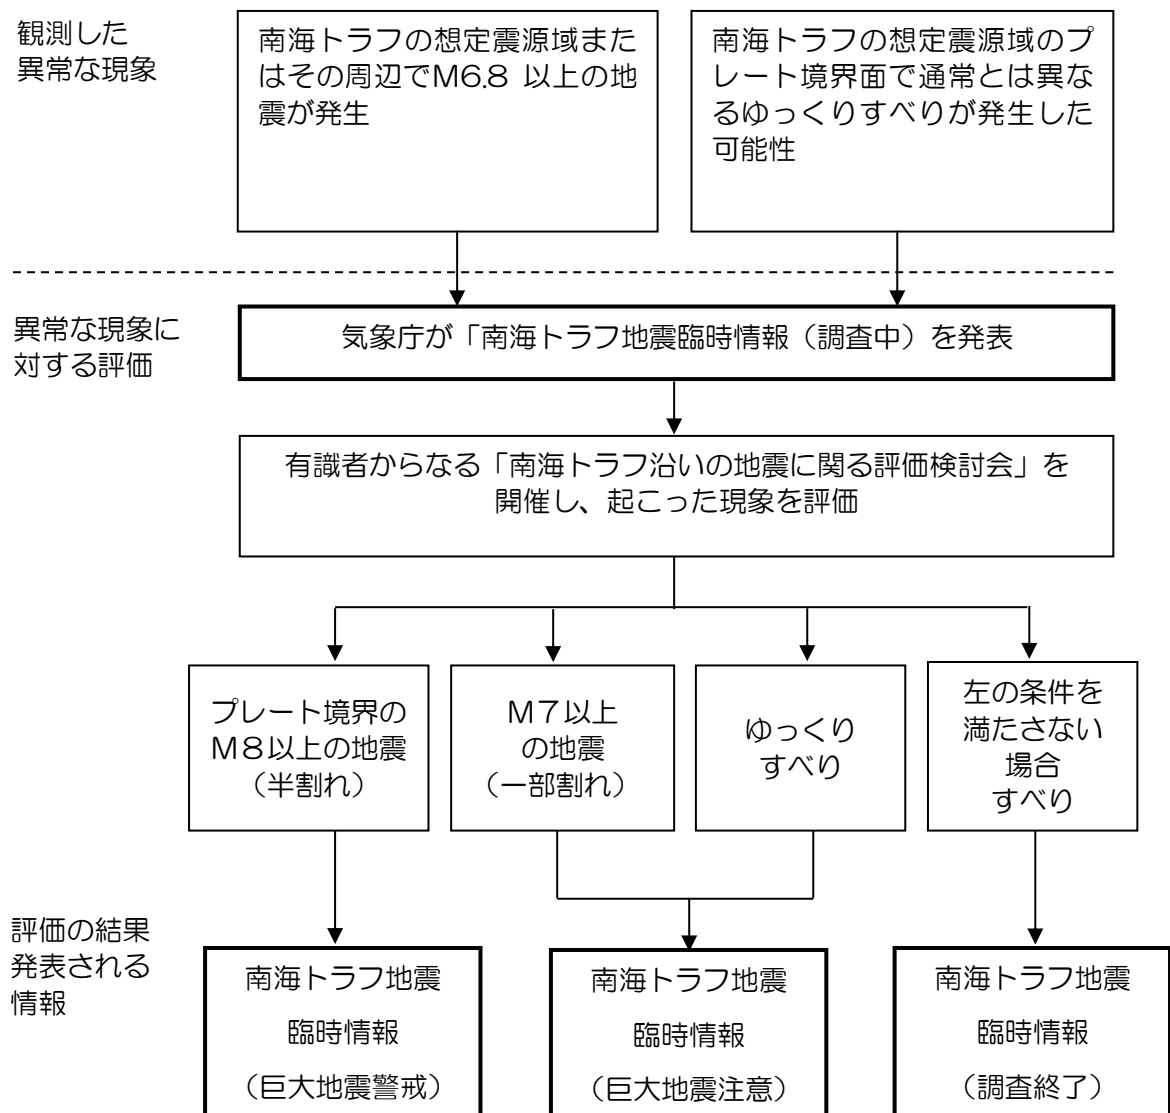 観測した
異常な現象
南海トラフの想定震源域また
はその周辺でM6.8 以上の地
震が発生
南海トラフの想定震源域のプ
レート境界面で通常とは異な
るゆっくりすべりが発生した
可能性
異常な現象に
対する評価
気象庁が「南海トラフ地震臨時情報（調査中）を発表
有識者からなる「南海トラフ沿いの地震に関る評価検討会」を
開催し、起こった現象を評価
プレート境界の
M８以上の地震
（半割れ）
M７以上
の地震
（一部割れ）
ゆっくり
すべり
左の条件を
満たさない
場合
すべり
評価の結果
発表される
情報
南海トラフ地震
臨時情報
（巨大地震警戒）
南海トラフ地震
臨時情報
（巨大地震注意）
南海トラフ地震
臨時情報
（調査終了）